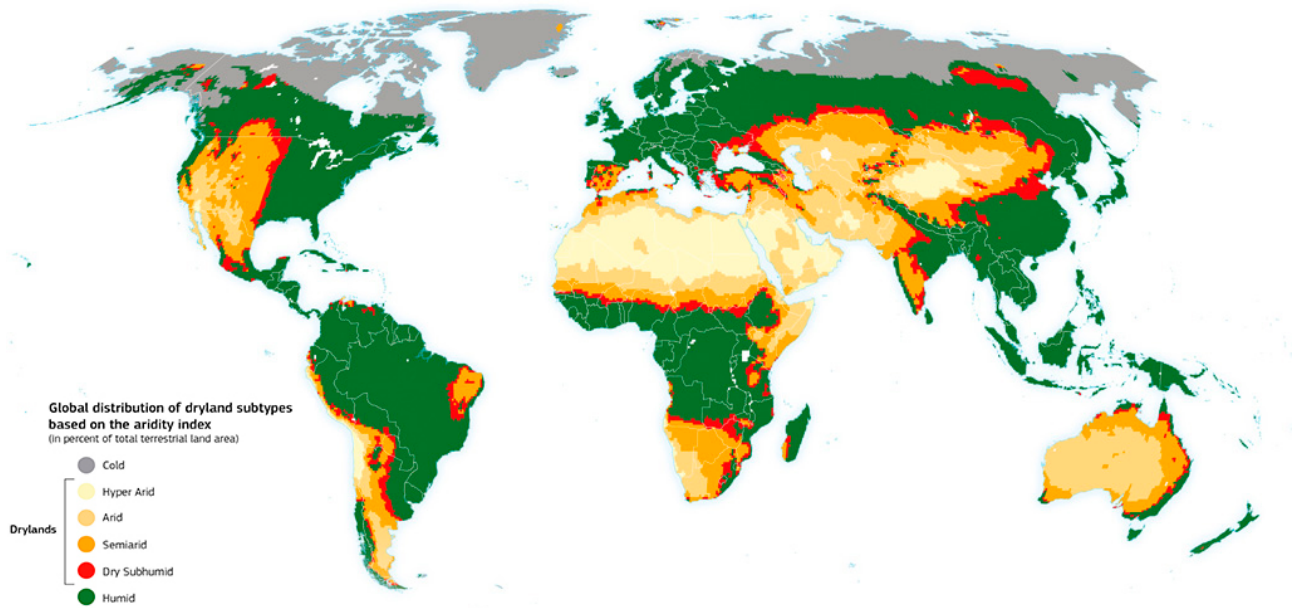 Global distribution of dryland subtypes
based on the aridity index
(in percent of total terrestrial land area)
Cold
Hyper Arid
Arid
Drylands
Semiarid
Dry Subhumid
Humid